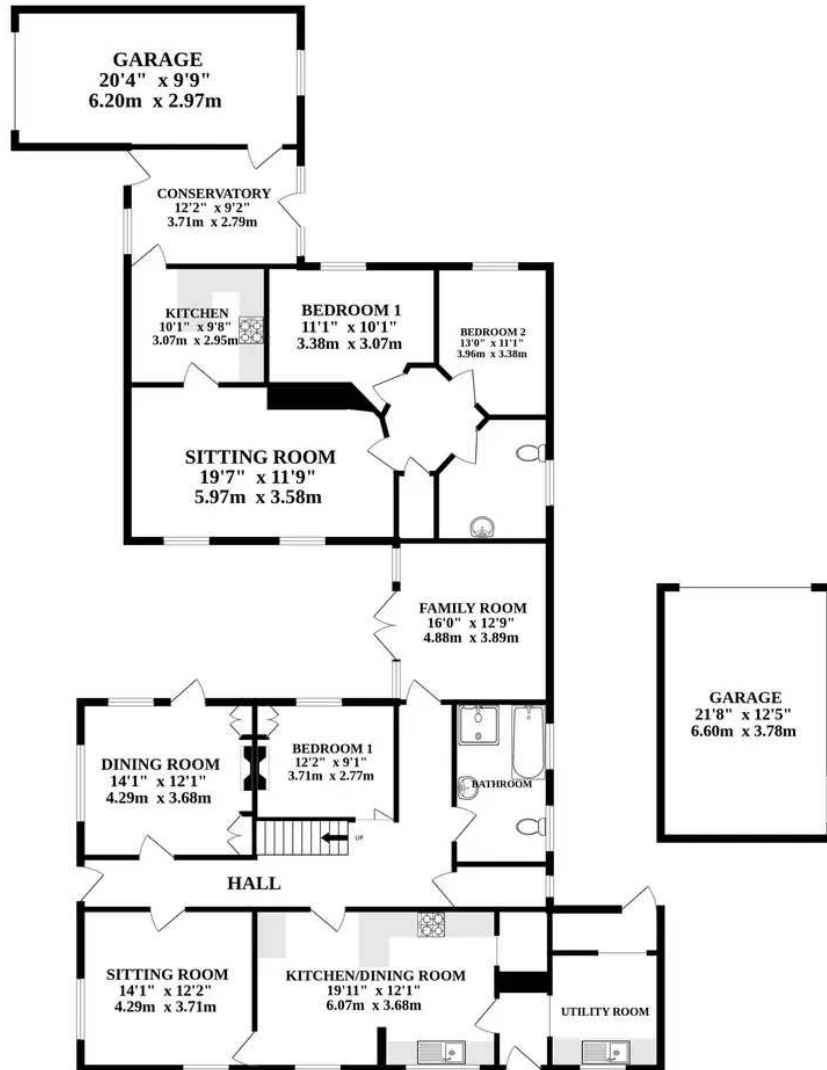 GARAGE
20'4" x 9'9"
6.20m x 2.97m
CONSERVATORY
12'2" x 9'2"
3.71m x 2.79m
KITCHEN
10'1" x 9'8"
3.07m x 2.95m
BEDROOM 1
11'1" x 10'1"
3.38m x 3.07m
BEDROOM 2
13'0" x 11'1"
3.96m x 3.38m
SITTING ROOM
19'7" x 11'9"
5.97m x 3.58m
FAMILY ROOM
16'0" x 12'9"
4.88m x 3.89m
GARAGE
21'8" x 12'5"
6.60m x 3.78m
DINING ROOM
14'1" x 12'1"
4.29m x 3.68m
BEDROOM 1
12'2" x 9'1"
3.71m x 2.77m
BATHROOM
UP
HALL
SITTING ROOM
14'1" x 12'2"
4.29m x 3.71m
KITCHEN/DINING ROOM
19'11" x 12'1"
6.07m x 3.68m
UTILITY ROOM